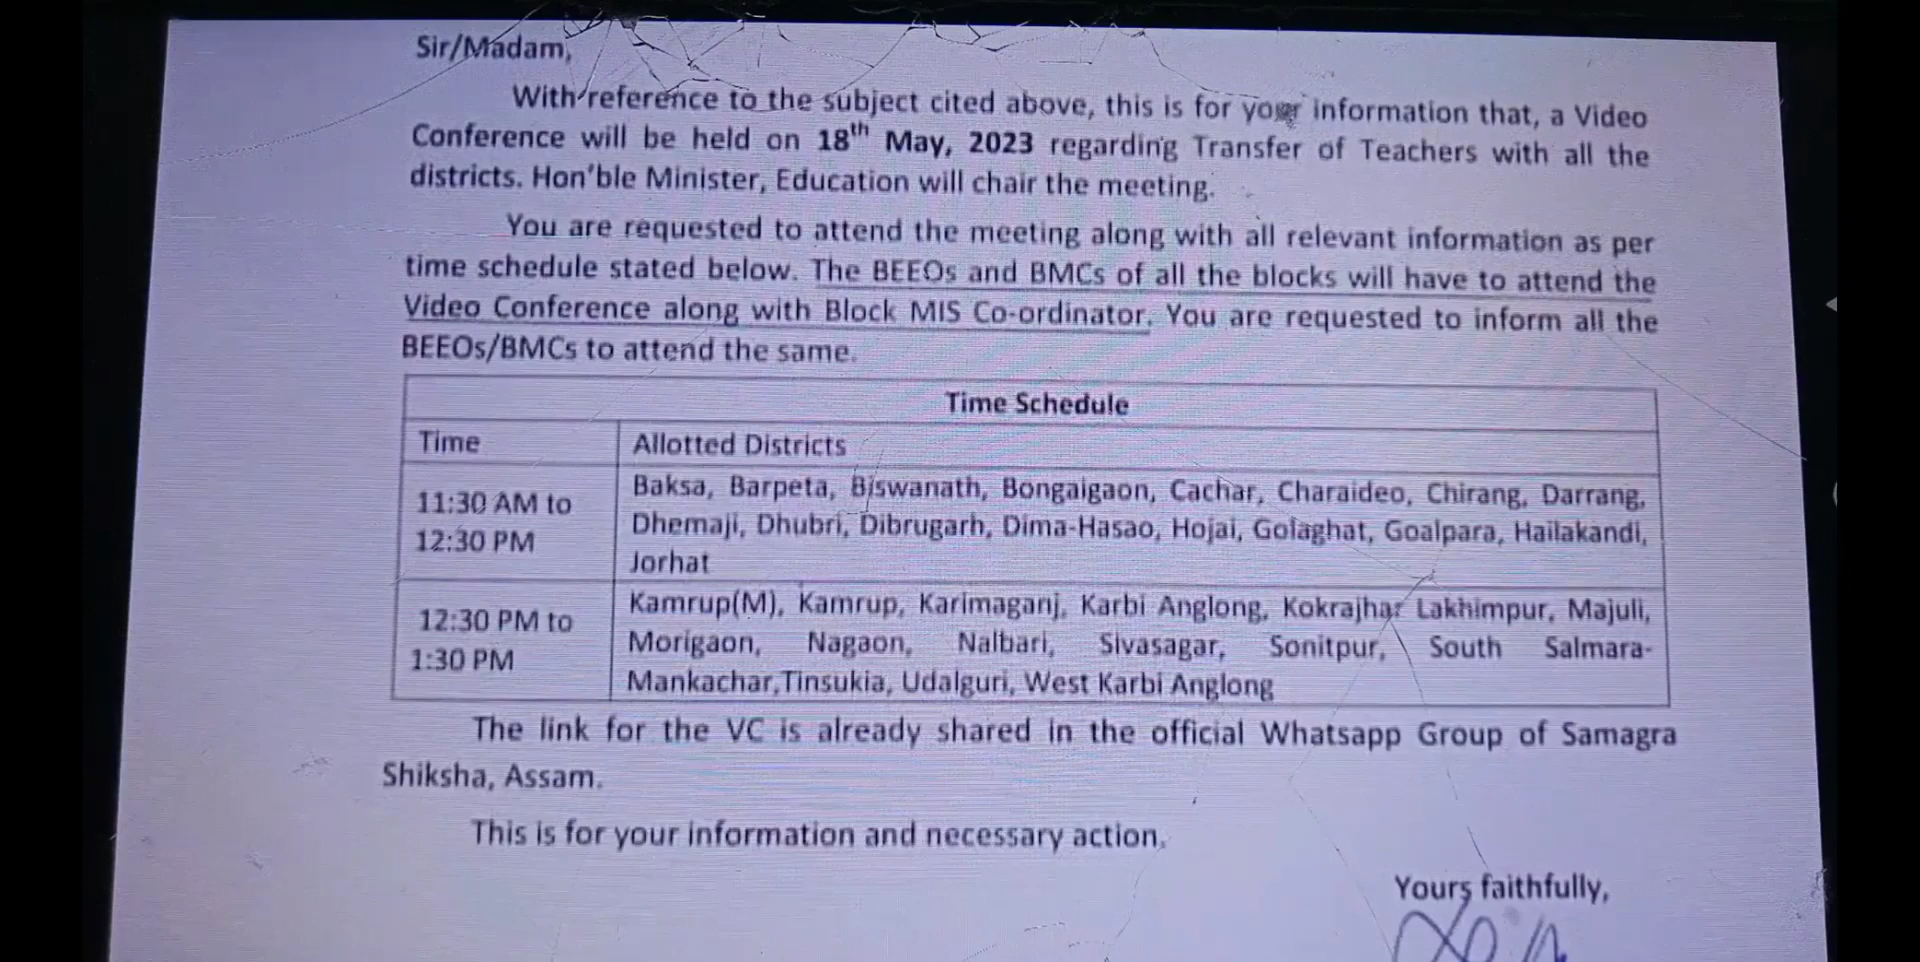 Sir/Madam,
With reference to the subject cited above, this is for your information that, a Video
Conference will be held on 18th May, 2023 regarding Transfer of Teachers with all the
districts. Hon'ble Minister, Education will chair the meeting.
You are requested to attend the meeting along with all relevant information as per
time schedule stated below. The BEEOs and BMCs of all the blocks will have to attend the
Video Conference along with Block MIS Co-ordinator. You are requested to inform all the
BEEOs/BMCs to attend the same.
Time Schedule
Time Allotted Districts
11:30 AM to
12:30 PM
Baksa, Barpeta, Biswanath, Bongaigaon, Cachar, Charaideo, Chirang, Darrang,
Dhemaji, Dhubri, Dibrugarh, Dima-Hasao, Hojai, Golaghat, Goalpara, Hailakandi,
Jorhat
12:30 PM to
1:30 PM
Kamrup(M), Kamrup, Karimaganj, Karbi Anglong, Kokrajhar Lakhimpur, Majuli,
Morigaon, Nagaon, Nalbari, Sivasagar, Sonitpur, South Salmara-
Mankachar,Tinsukia, Udalguri, West Karbi Anglong
The link for the VC is already shared in the official Whatsapp Group of Samagra
Shiksha, Assam.
This is for your information and necessary action.
Yours faithfully,